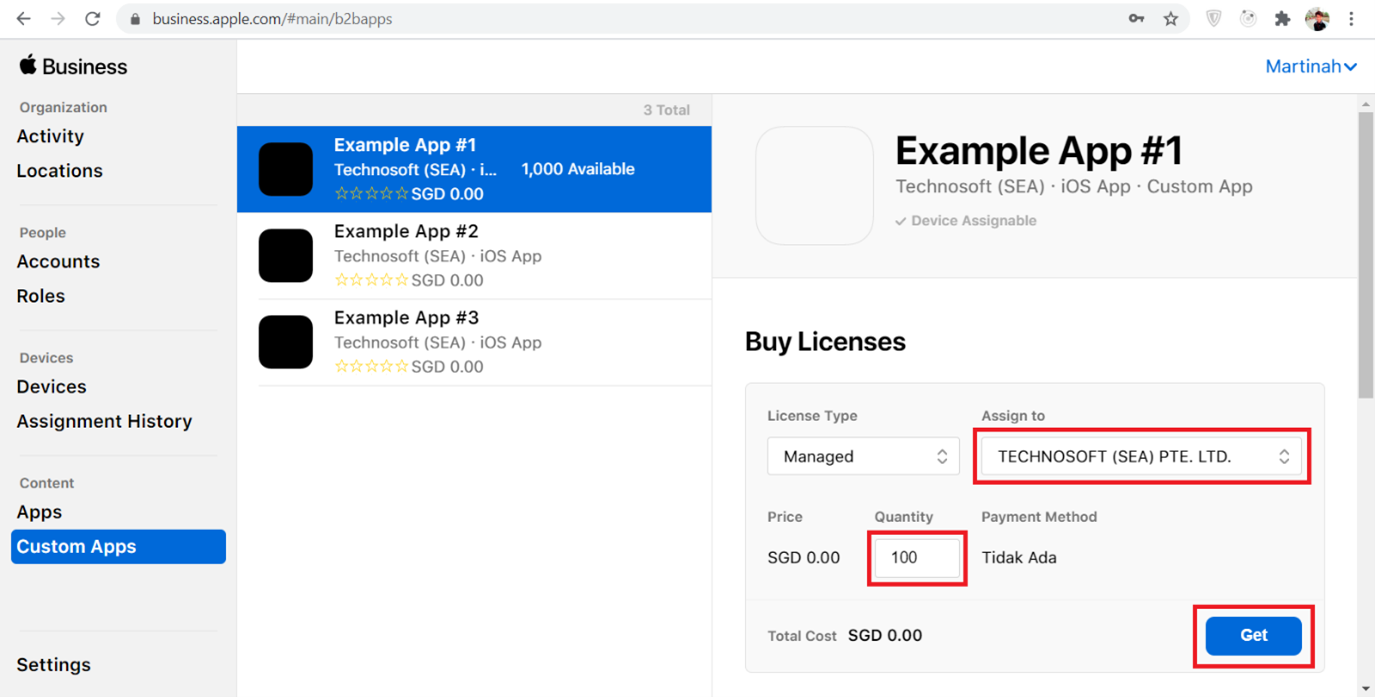 business.apple.com/#main/b2bapps
Business
Martinah
Organization
Activity
Locations
People
Accounts
Roles
Devices
Devices
Assignment History
Content
Apps
Custom Apps
Settings
3 Total
Example App #1
Technosoft (SEA) · i... 1,000 Available
☆☆☆☆☆ SGD 0.00
Example App #2
Technosoft (SEA) · iOS App
☆☆☆☆☆ SGD 0.00
Example App #3
Technosoft (SEA) · iOS App
☆☆☆☆☆ SGD 0.00
Example App #1
Technosoft (SEA) · iOS App · Custom App
✓ Device Assignable
Buy Licenses
License Type Assign to
Managed TECHNOSOFT (SEA) PTE. LTD.
Price Quantity Payment Method
SGD 0.00 100 Tidak Ada
Total Cost SGD 0.00 Get